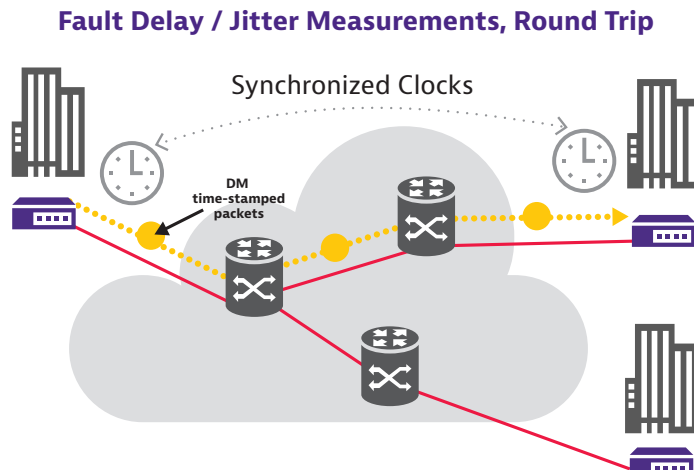 Fault Delay / Jitter Measurements, Round Trip
Synchronized Clocks
DM
time-stamped
packets